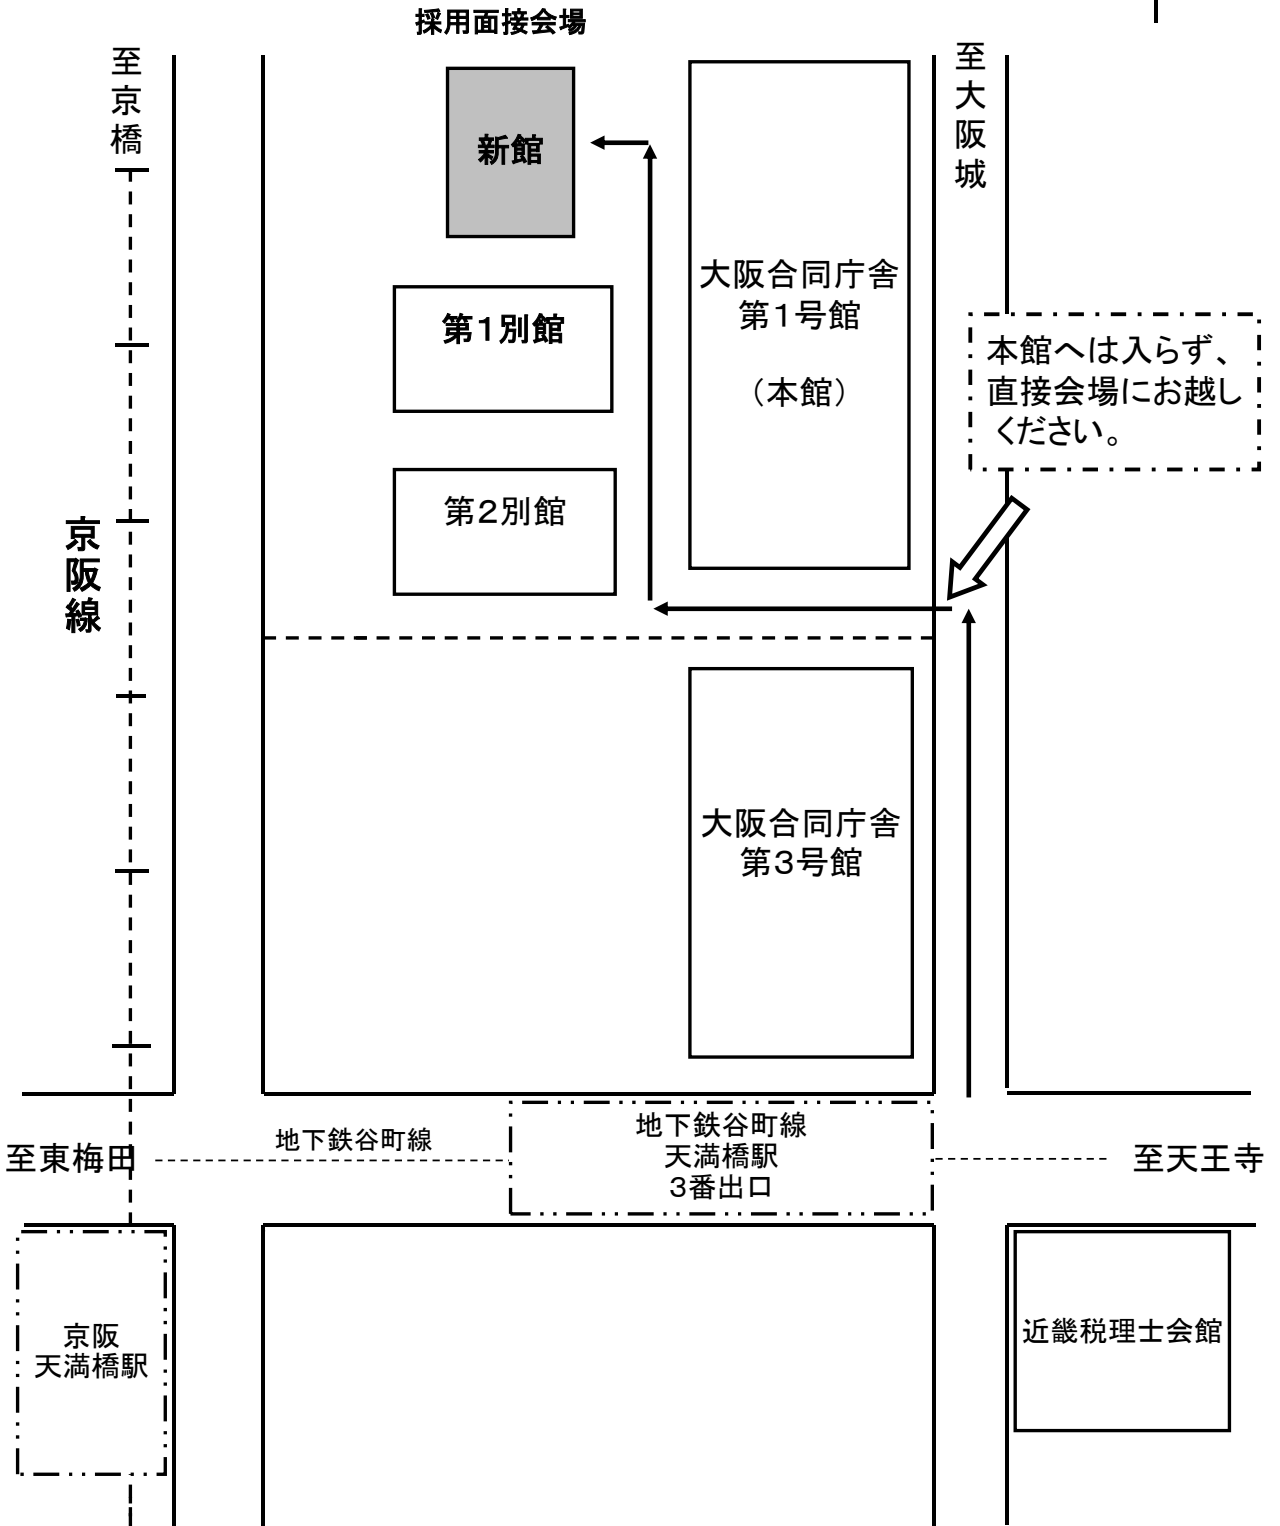 採用面接会場
至京橋
至大阪城
新館
大阪合同庁舎
第1号館
（本館）
第1別館
本館へは入らず、
直接会場にお越し
ください。
第2別館
京阪線
大阪合同庁舎
第3号館
地下鉄谷町線
天満橋駅
3番出口
地下鉄谷町線
至東梅田
至天王寺
京阪
天満橋駅
近畿税理士会館